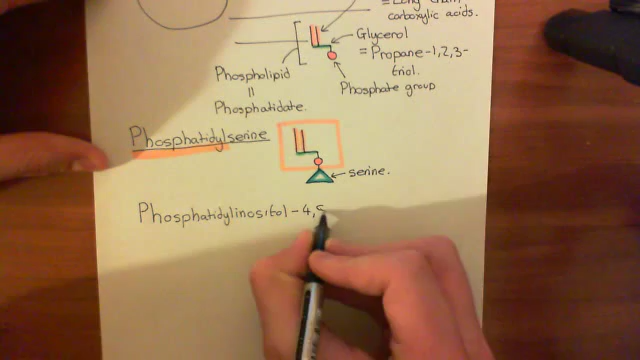 = Long chain
carboxylic acids.
Glycerol
= Propane-1,2,3-
triol.
Phosphate group
Phospholipid
=
Phosphatidate.
Phosphatidylserine
serine.
Phosphatidylinositol-4,5